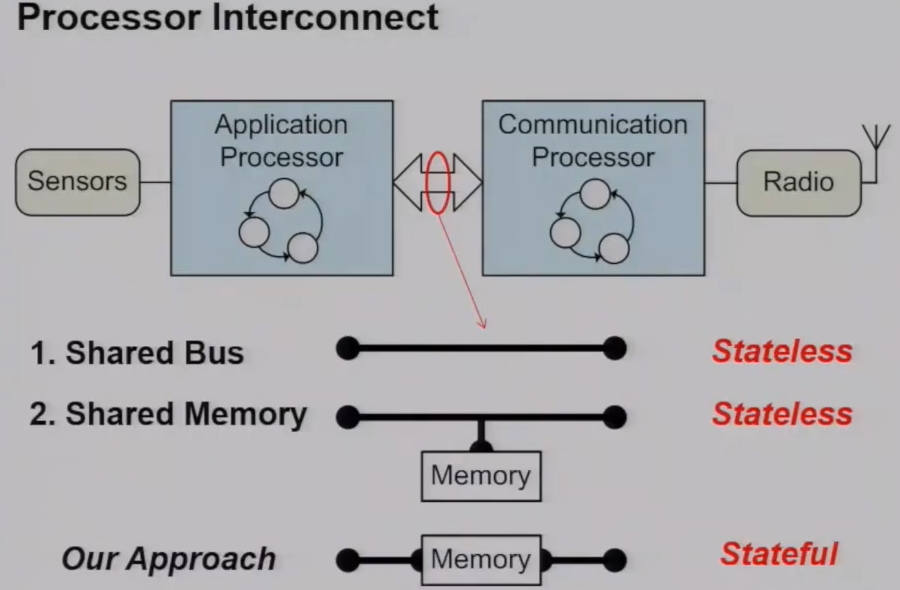 Processor Interconnect
Sensors
Application
Processor
Communication
Processor
Radio
1. Shared Bus
Stateless
2. Shared Memory
Stateless
Memory
Our Approach
Memory
Stateful